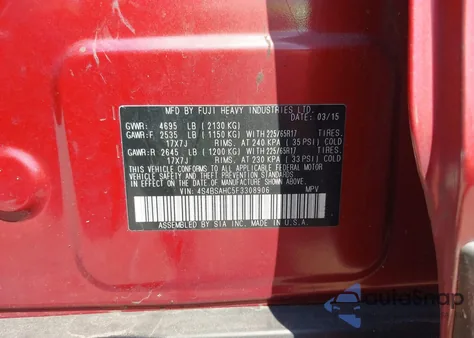 MFD. BY FUJI HEAVY INDUSTRIES LTD.
DATE: 03/15
GVWR: 4695 LB (2130 KG)
GAWR:F 2535 LB (1150 KG) WITH 225/65R17 TIRES.
17X7J RIMS. AT 240 KPA (35 PSI) COLD.
GAWR:R 2645 LB (1200 KG) WITH 225/65R17 TIRES.
17X7J RIMS. AT 230 KPA (33 PSI) COLD.
THIS VEHICLE CONFORMS TO ALL APPLICABLE FEDERAL MOTOR
VEHICLE SAFETY AND THEFT PREVENTION STANDARDS IN
EFFECT ON THE DATE OF MANUFACTURE SHOWN ABOVE.
VIN: 4S4BSAHC5F3308906 MPV
ASSEMBLED BY SIA INC. MADE IN U.S.A.
AutoSnap